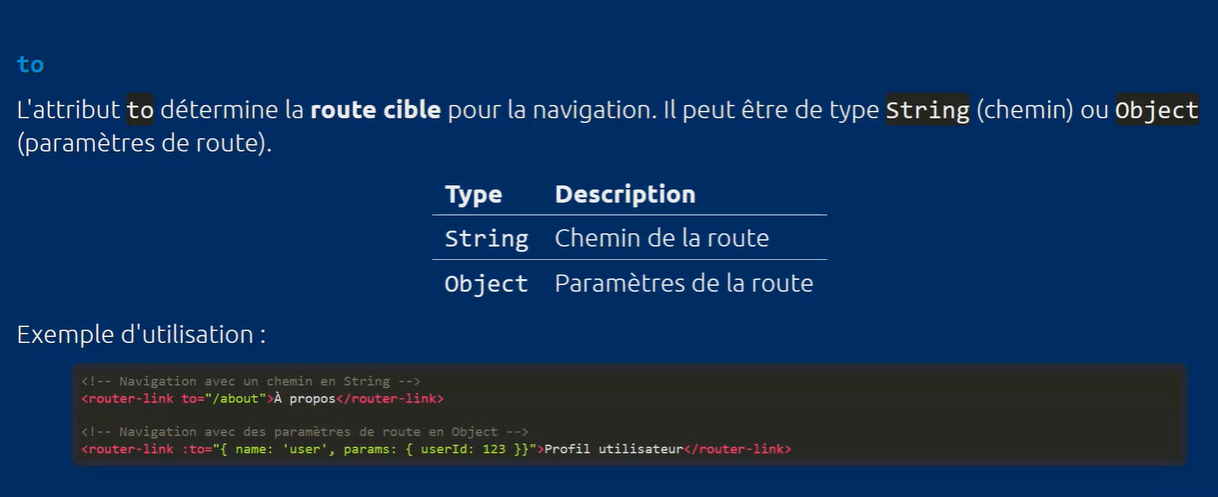 to
L'attribut to détermine la route cible pour la navigation. Il peut être de type String (chemin) ou Object
(paramètres de route).
Type Description
String Chemin de la route
Object Paramètres de la route
Exemple d'utilisation :
<!-- Navigation avec un chemin en String -->
<router-link to="/about">À propos</router-link>
<!-- Navigation avec des paramètres de route en Object -->
<router-link :to="{ name: 'user', params: { userId: 123 }}">Profil utilisateur</router-link>